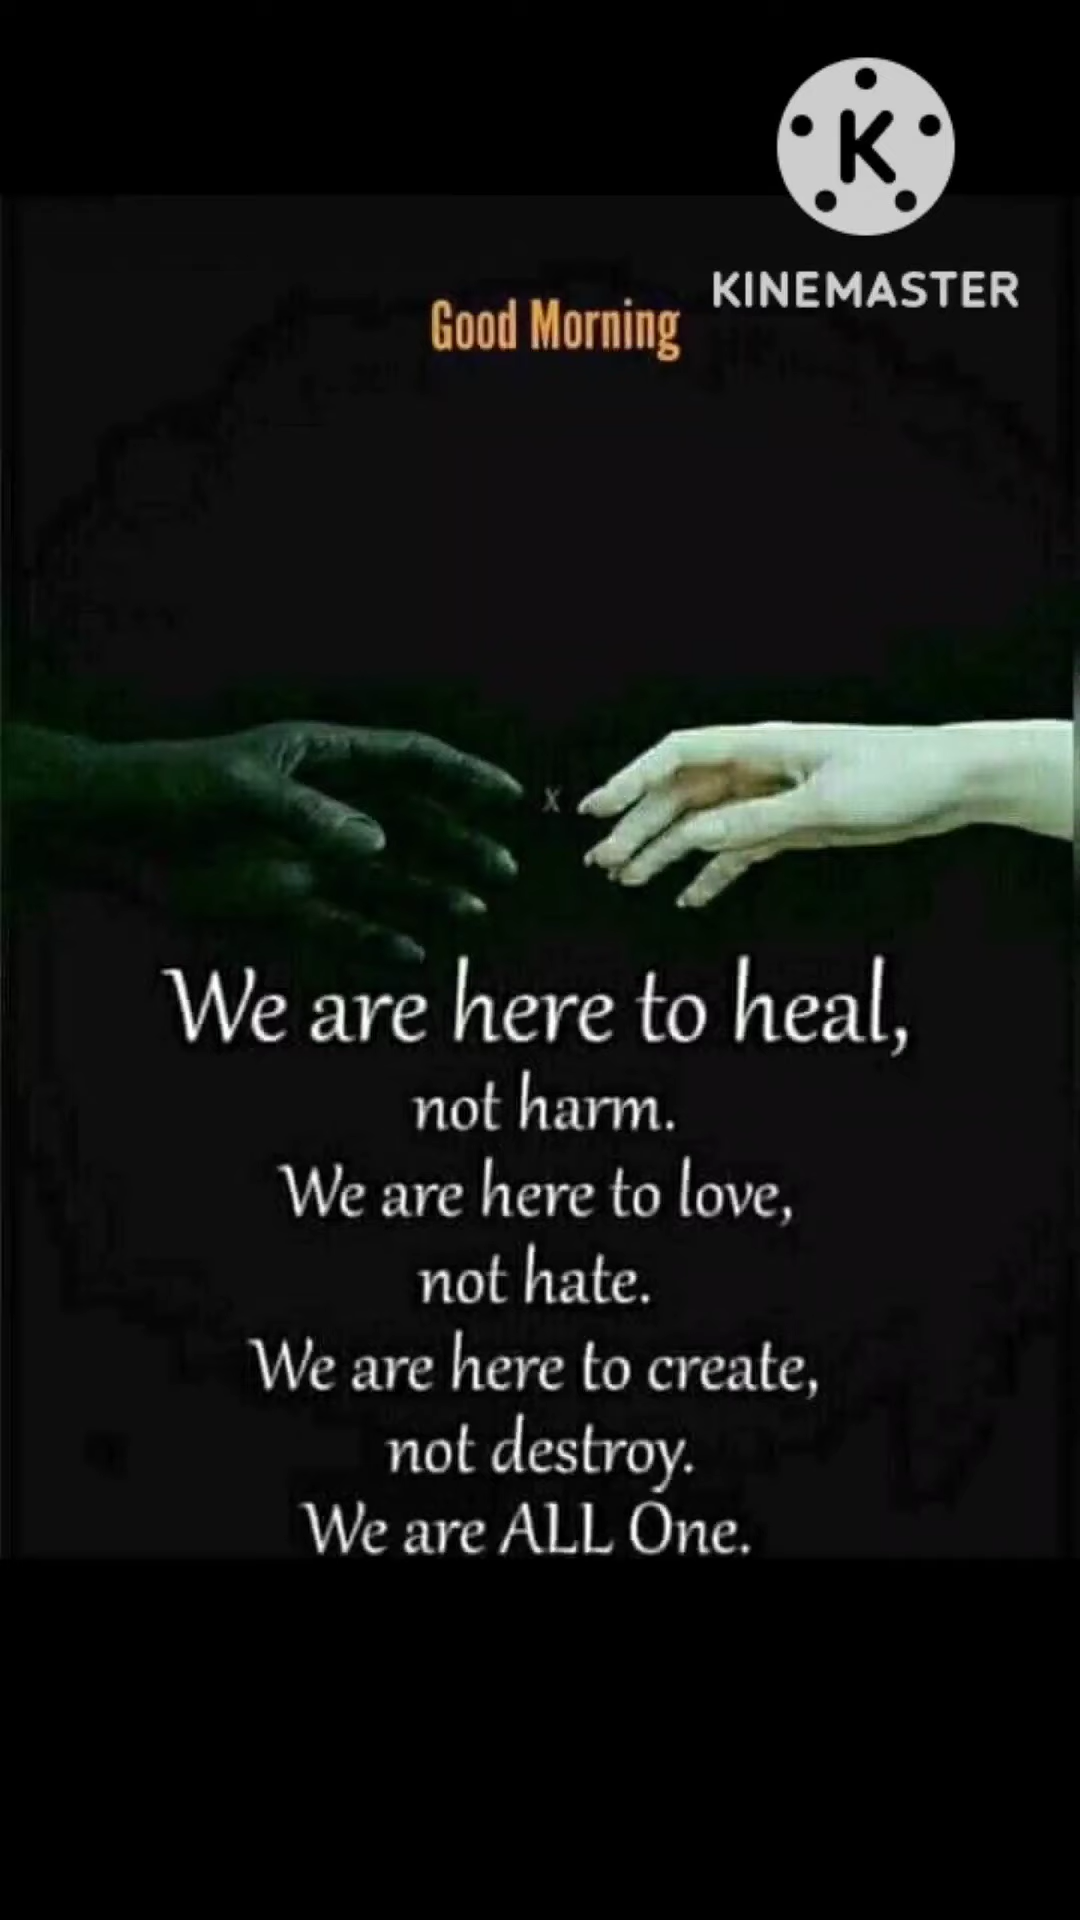 K
KINEMASTER
Good Morning
x
We are here to heal,
not harm.
We are here to love,
not hate.
We are here to create,
not destroy.
We are ALL One.